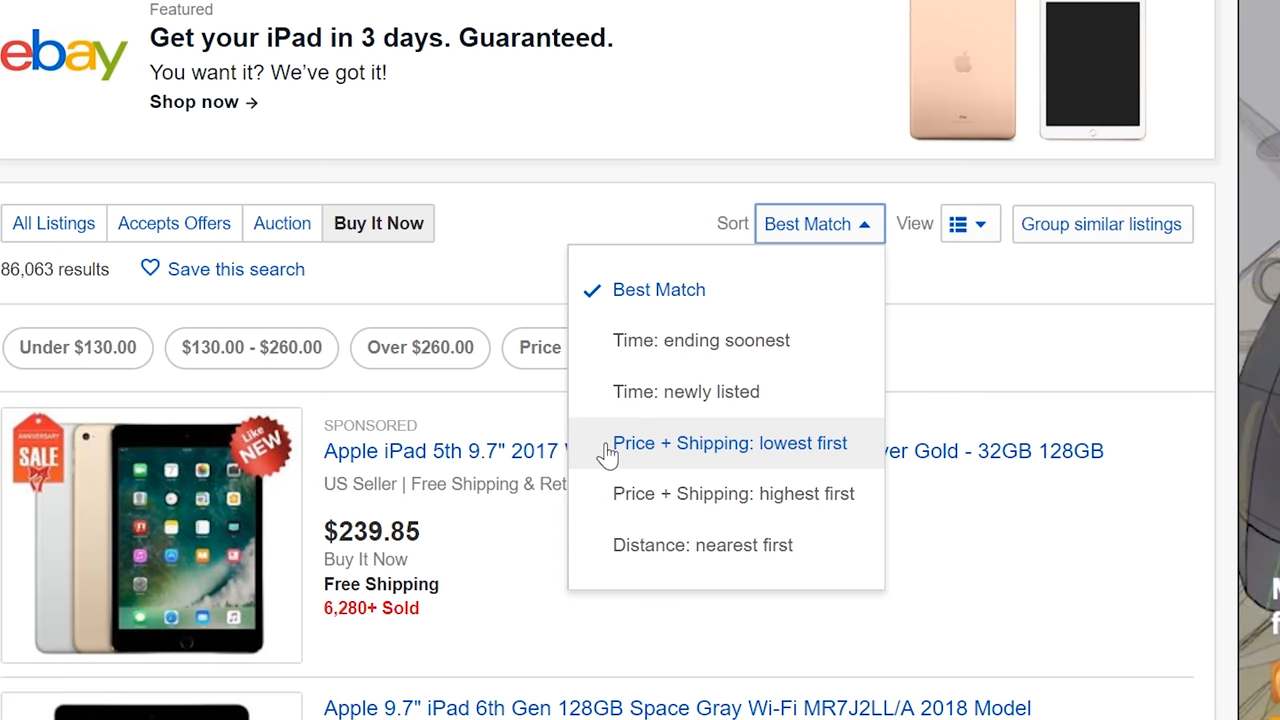 Featured
ebay
Get your iPad in 3 days. Guaranteed.
You want it? We've got it!
Shop now →
All Listings
Accepts Offers
Auction
Buy It Now
Sort
Best Match
View
Group similar listings
86,063 results
Save this search
Best Match
Time: ending soonest
Time: newly listed
Price + Shipping: lowest first
Price + Shipping: highest first
Distance: nearest first
Under $130.00
$130.00 - $260.00
Over $260.00
Price
ANNIVERSARY
SALE
Like
NEW
SPONSORED
Apple iPad 5th 9.7" 2017
er Gold - 32GB 128GB
US Seller | Free Shipping & Ret
$239.85
Buy It Now
Free Shipping
6,280+ Sold
Apple 9.7" iPad 6th Gen 128GB Space Gray Wi-Fi MR7J2LL/A 2018 Model